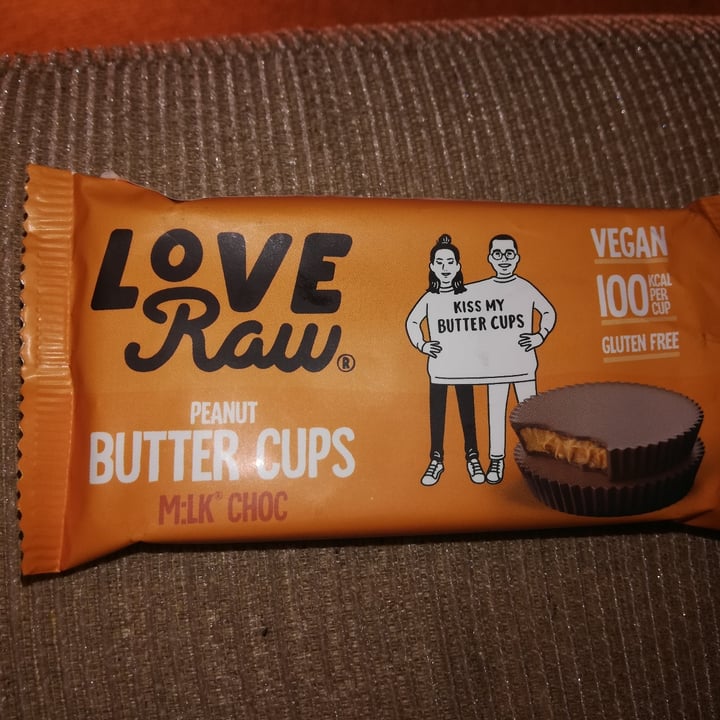 LOVE
Raw®
PEANUT
BUTTER CUPS
M:LK® CHOC
KISS MY
BUTTER CUPS
VEGAN
100 KCAL
PER
CUP
GLUTEN FREE